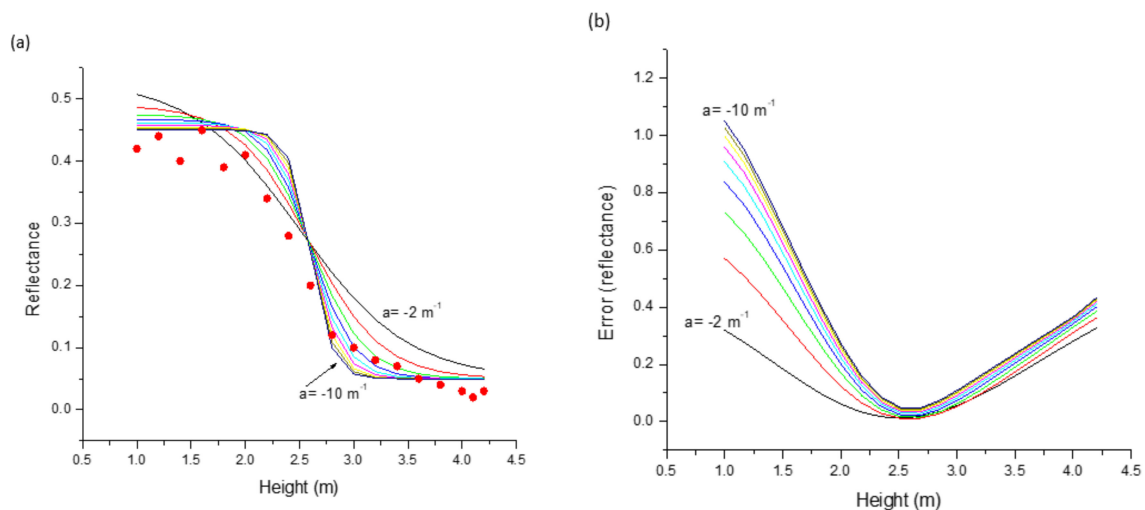 (a)
0.5
0.4
0.3
0.2
0.1
0.0
Reflectance
a= -2 m⁻¹
a= -10 m⁻¹
0.5 1.0 1.5 2.0 2.5 3.0 3.5 4.0 4.5
Height (m)
(b)
1.2
1.0
0.8
0.6
0.4
0.2
0.0
Error (reflectance)
a= -10 m⁻¹
a= -2 m⁻¹
0.5 1.0 1.5 2.0 2.5 3.0 3.5 4.0 4.5
Height (m)